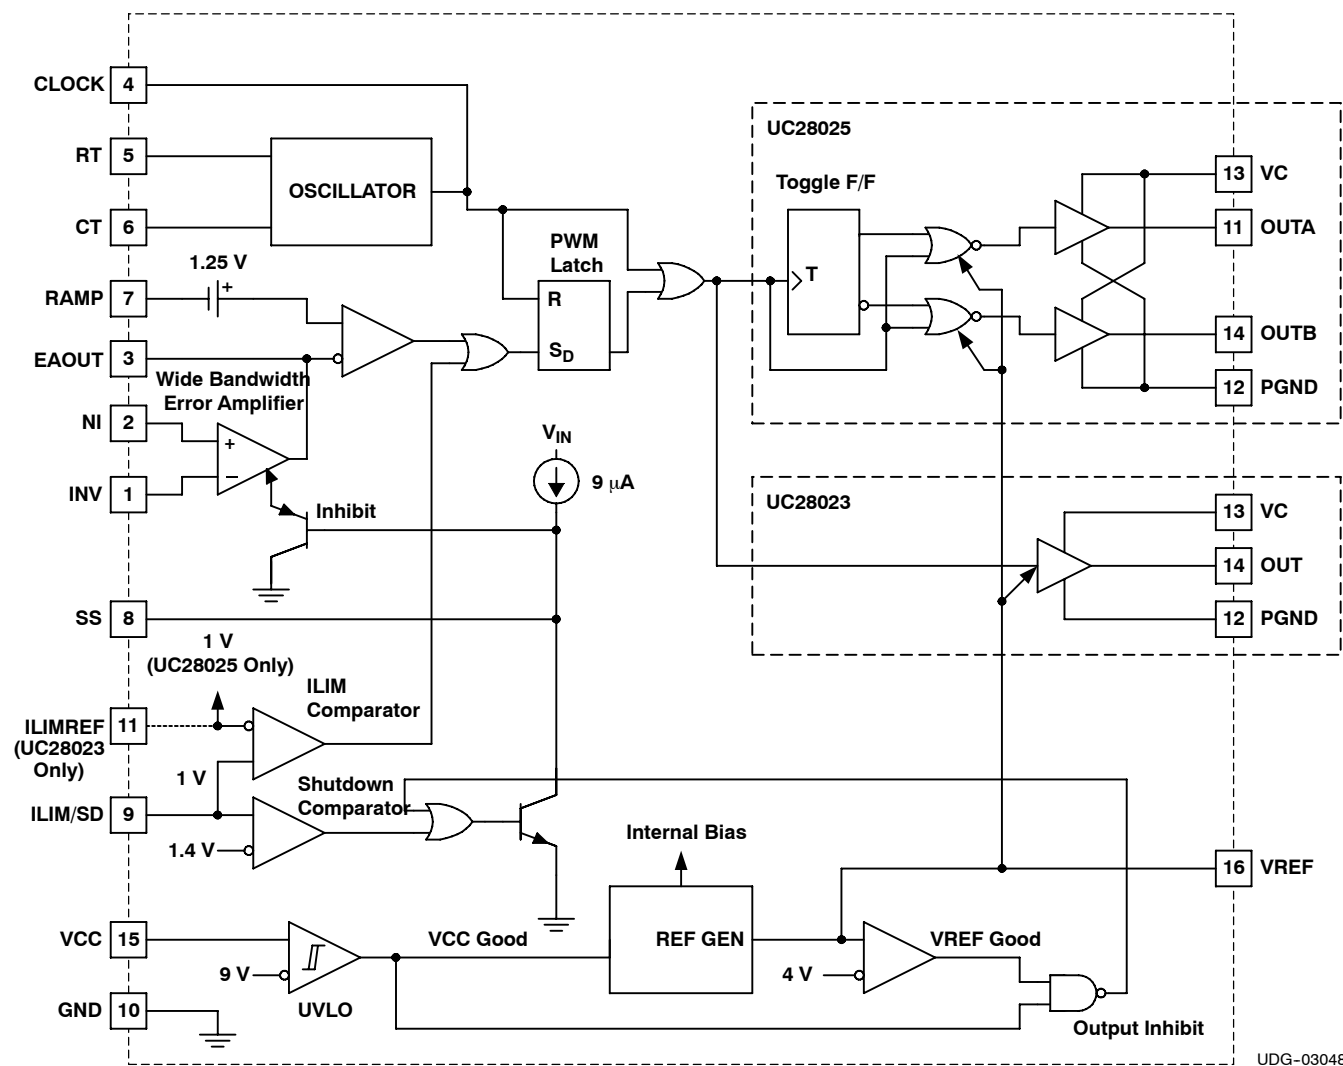 CLOCK 4
RT 5
CT 6
OSCILLATOR
1.25 V
+
RAMP 7
EAOUT 3
Wide Bandwidth
Error Amplifier
NI 2
+
−
INV 1
Inhibit
PWM
Latch
R
SD
VIN
9 µA
UC28025
Toggle F/F
T
13 VC
11 OUTA
14 OUTB
12 PGND
UC28023
13 VC
14 OUT
12 PGND
SS 8
1 V
(UC28025 Only)
ILIM
Comparator
ILIMREF 11
(UC28023
Only)
1 V
Shutdown
Comparator
ILIM/SD 9
1.4 V
Internal Bias
16 VREF
VCC 15
VCC Good
REF GEN
VREF Good
9 V
4 V
UVLO
GND 10
Output Inhibit
UDG-03048